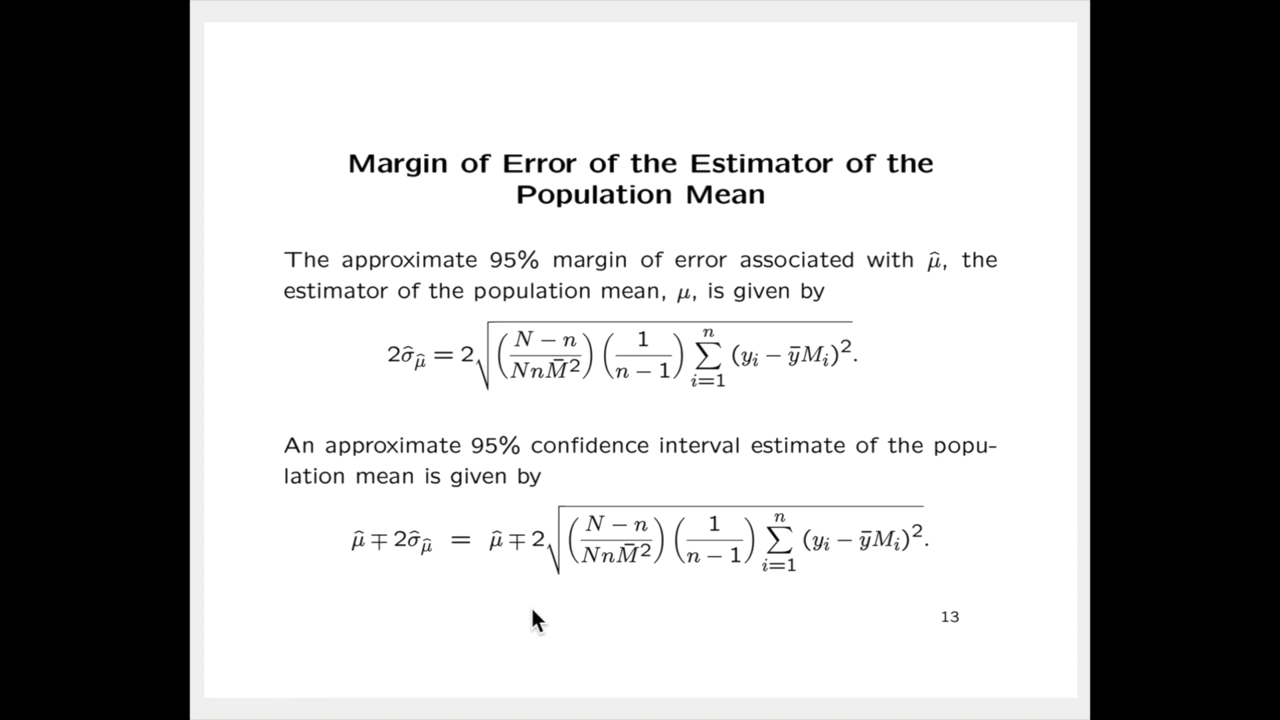 Margin of Error of the Estimator of the
Population Mean
The approximate 95% margin of error associated with μ̂, the
estimator of the population mean, μ, is given by
2σ̂_μ̂ = 2√((N − n)/(NnM̄²)) (1/(n − 1)) ∑_{i=1}^{n} (y_i − ȳM_i)².
An approximate 95% confidence interval estimate of the popu-
lation mean is given by
μ̂ ∓ 2σ̂_μ̂ = μ̂ ∓ 2√((N − n)/(NnM̄²)) (1/(n − 1)) ∑_{i=1}^{n} (y_i − ȳM_i)².
13